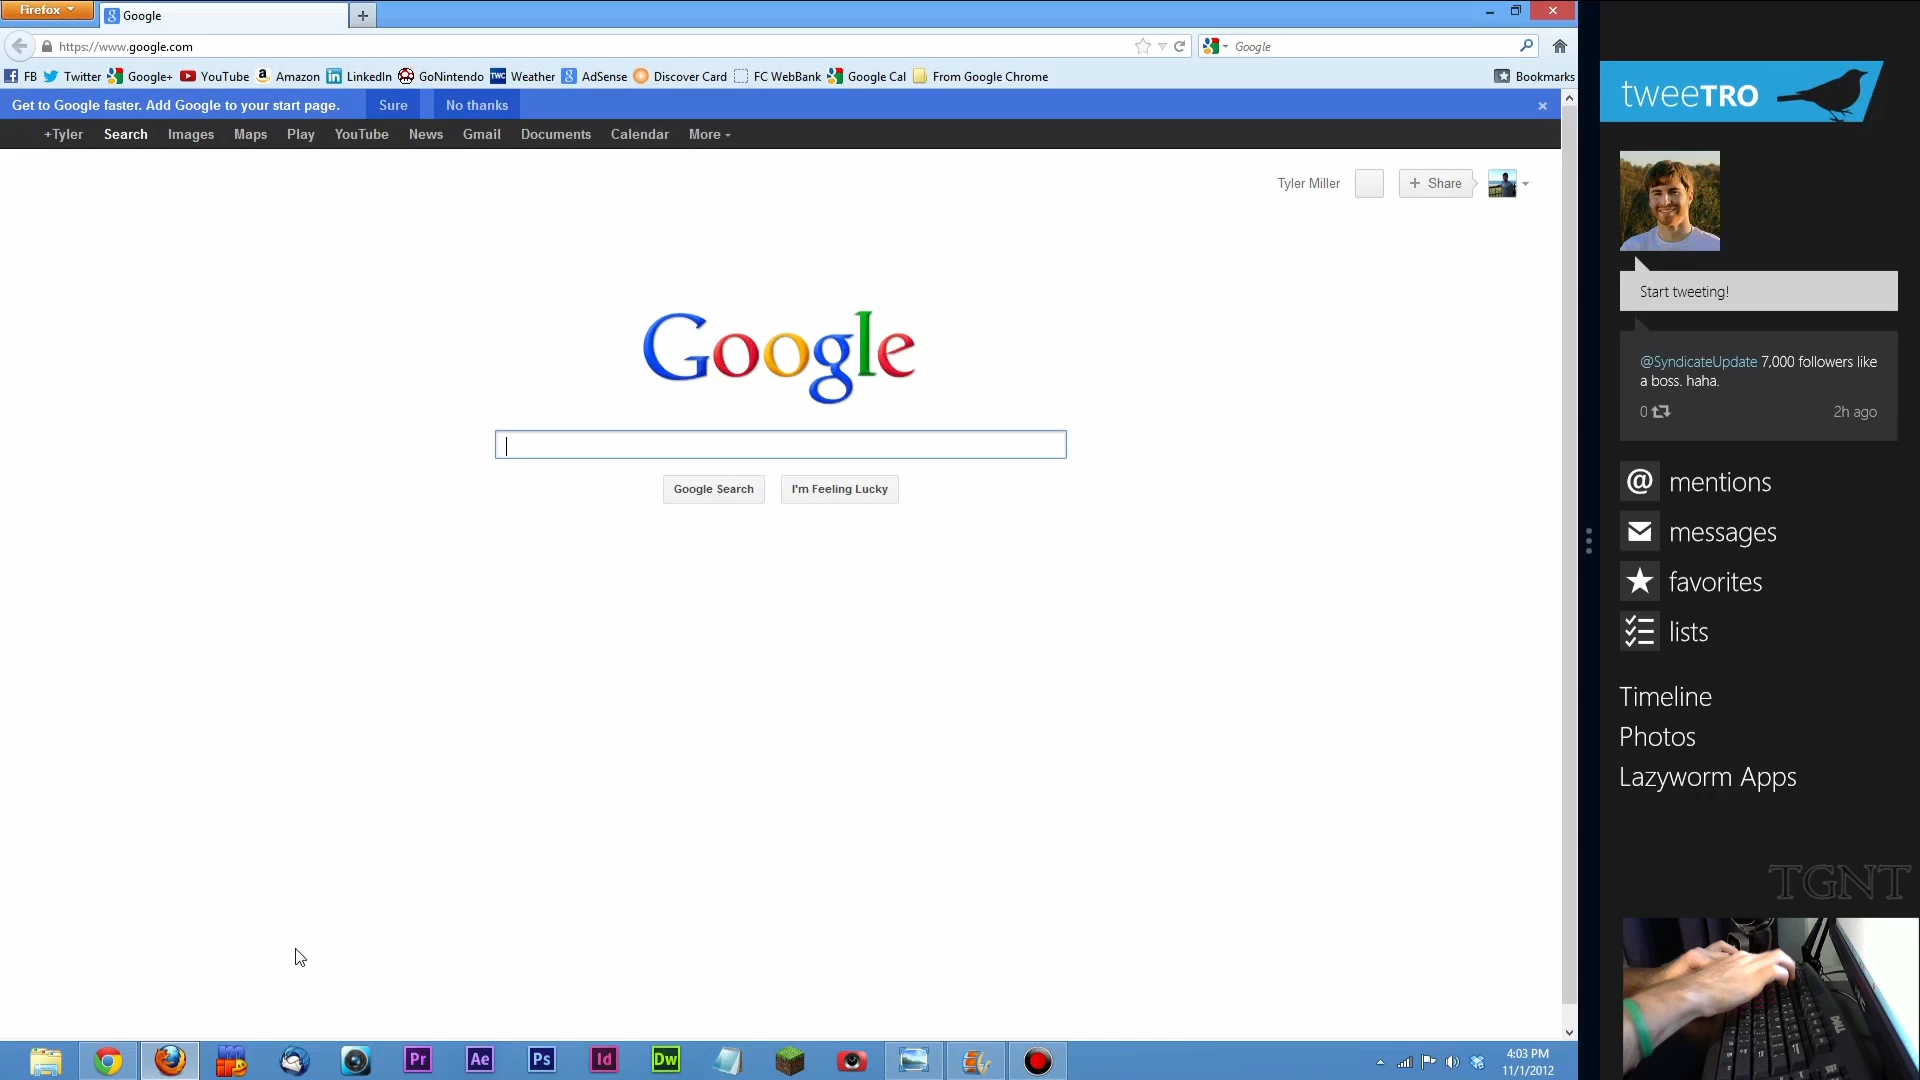 Firefox
Google
https://www.google.com
Google
FB Twitter Google+ YouTube Amazon LinkedIn GoNintendo Weather AdSense Discover Card FC WebBank Google Cal From Google Chrome Bookmarks
Get to Google faster. Add Google to your start page. Sure No thanks
+Tyler Search Images Maps Play YouTube News Gmail Documents Calendar More
Tyler Miller + Share
Google
Google Search I'm Feeling Lucky
tweeTRO
Start tweeting!
@SyndicateUpdate 7,000 followers like
a boss. haha.
0 2h ago
@ mentions
messages
favorites
lists
Timeline
Photos
Lazyworm Apps
TGNT
DELL
Pr Ae Ps Id Dw
4:03 PM
11/1/2012